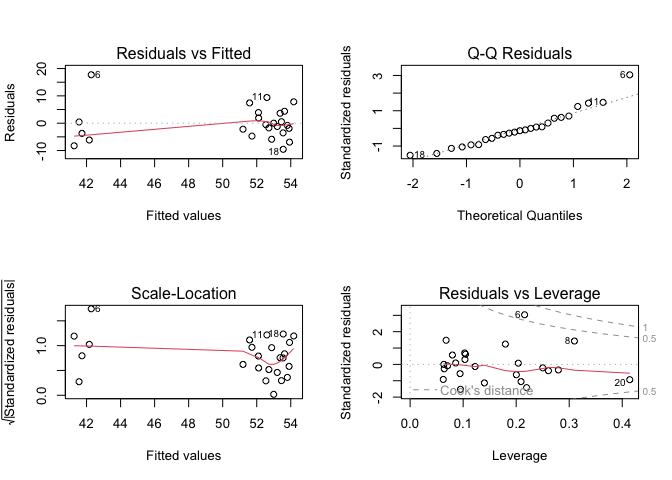 Residuals vs Fitted
Residuals
-10 0 10 20
6
11
18
42 44 46 48 50 52 54
Fitted values
Q-Q Residuals
Standardized residuals
-1 1 3
6
11
18
-2 -1 0 1 2
Theoretical Quantiles
Scale-Location
√|Standardized residuals|
0.0 1.0
6
11 18
42 44 46 48 50 52 54
Fitted values
Residuals vs Leverage
Standardized residuals
-2 0 2
6
8
20
1
0.5
0.5
Cook's distance
0.0 0.1 0.2 0.3 0.4
Leverage